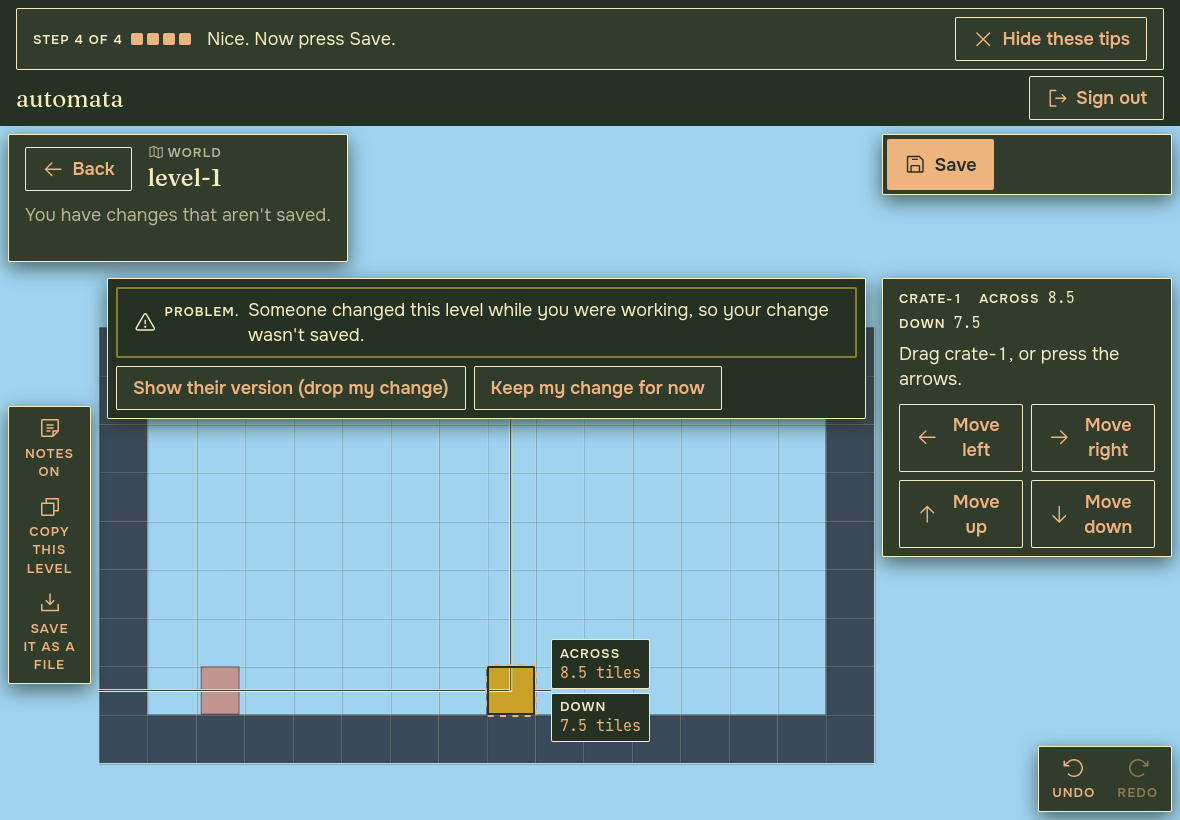 STEP 4 OF 4
Nice. Now press Save.
Hide these tips
automata
Sign out
Back
WORLD
level-1
You have changes that aren't saved.
Save
PROBLEM. Someone changed this level while you were working, so your change
wasn't saved.
Show their version (drop my change)
Keep my change for now
CRATE-1 ACROSS 8.5
DOWN 7.5
Drag crate-1, or press the
arrows.
Move
left
Move
right
Move
up
Move
down
NOTES
ON
COPY
THIS
LEVEL
SAVE
IT AS A
FILE
ACROSS
8.5 tiles
DOWN
7.5 tiles
UNDO
REDO